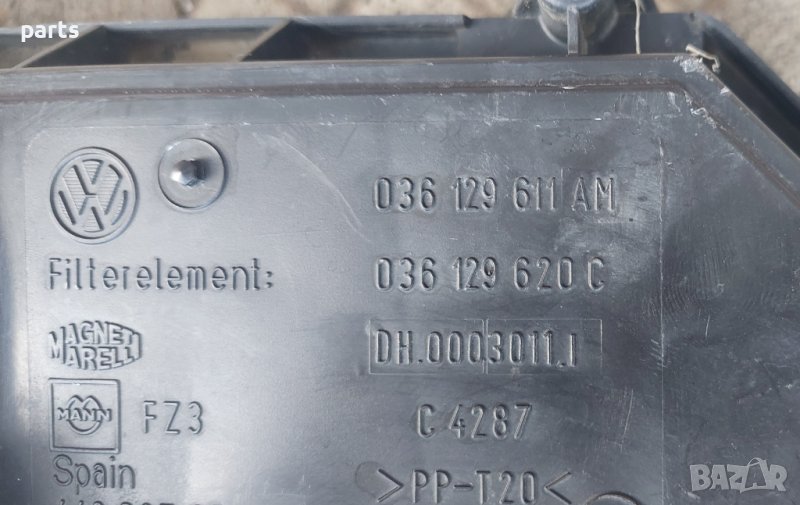 parts
036 129 611 AM
Filterelement: 036 129 620 C
MAGNETI MARELLI DH.0003011.I
MANN FZ3 C 4287
Spain >PP-T20<
BAZAR
bg